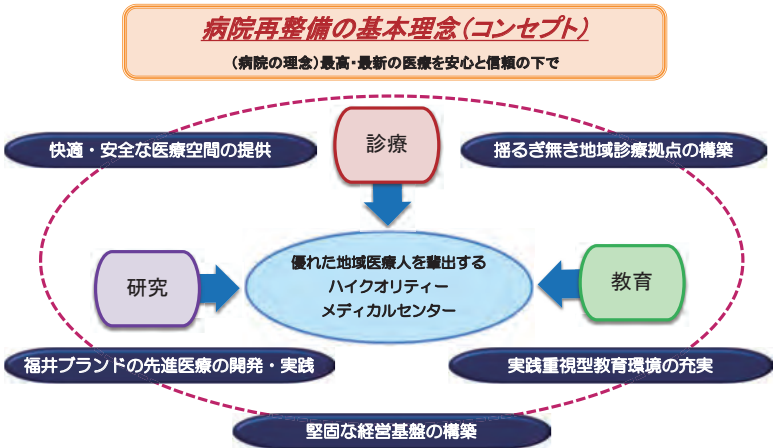 病院再整備の基本理念(コンセプト)
(病院の理念)最高・最新の医療を安心と信頼の下で
診療
快適・安全な医療空間の提供
揺るぎ無き地域診療拠点の構築
優れた地域医療人を輩出する
ハイクオリティー
メディカルセンター
研究
教育
福井ブランドの先進医療の開発・実践
実践重視型教育環境の充実
堅固な経営基盤の構築